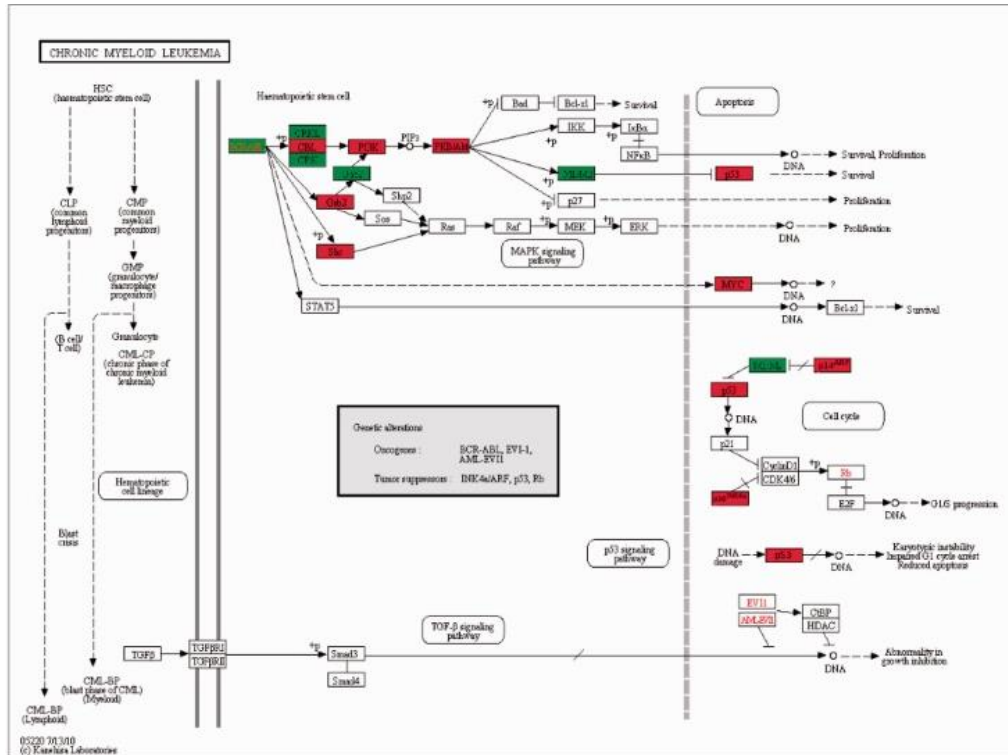 CHRONIC MYELOID LEUKEMIA
HSC
(haematopoietic stem cell)
Haematopoietic stem cell
Apoptosis
+p
CRKL
CBL
CRK
PI3K
PIP3
PKB/Akt
+p
Bad
Bcl-xl
Survival
+p
IKK
IκBα
+p
NFκB
DNA
Survival, Proliferation
+p
p53
Survival
+p
p27
Proliferation
Grb2
Shp2
Sos
Ras
Raf
+p
MEK
+p
ERK
DNA
Proliferation
+p
Shc
MAPK signaling
pathway
MYC
DNA
?
STAT5
DNA
Bcl-xl
Survival
CLP
(common
lymphoid
progenitors)
CMP
(common
myeloid
progenitors)
GMP
(granulocyte/
macrophage
progenitors)
(B cell/
T cell)
Granulocyte
CML-CP
(chronic phase of
chronic myeloid
leukemia)
p14ARF
p53
DNA
Cell cycle
p21
CyclinD1
CDK4/6
+p
Rb
E2F
DNA
G1/S progression
Genetic alterations
Oncogenes : BCR-ABL, EVI-1,
AML-EVI1
Tumor suppressors : INK4a/ARF, p53, Rb
Hematopoietic
cell lineage
Blast
crisis
p53 signaling
pathway
DNA
damage
p53
DNA
Karyotypic instability
Impaired G1 cycle arrest
Reduced apoptosis
EVI1
AML-EVI1
CtBP
HDAC
DNA
Abnormality in
growth inhibition
TGF-β signaling
pathway
TGFβ
TGFβRI
TGFβRII
+p
Smad3
Smad4
CML-BP
(blast phase of CML)
(Myeloid)
CML-BP
(Lymphoid)
05220 7/13/10
(c) Kanehisa Laboratories